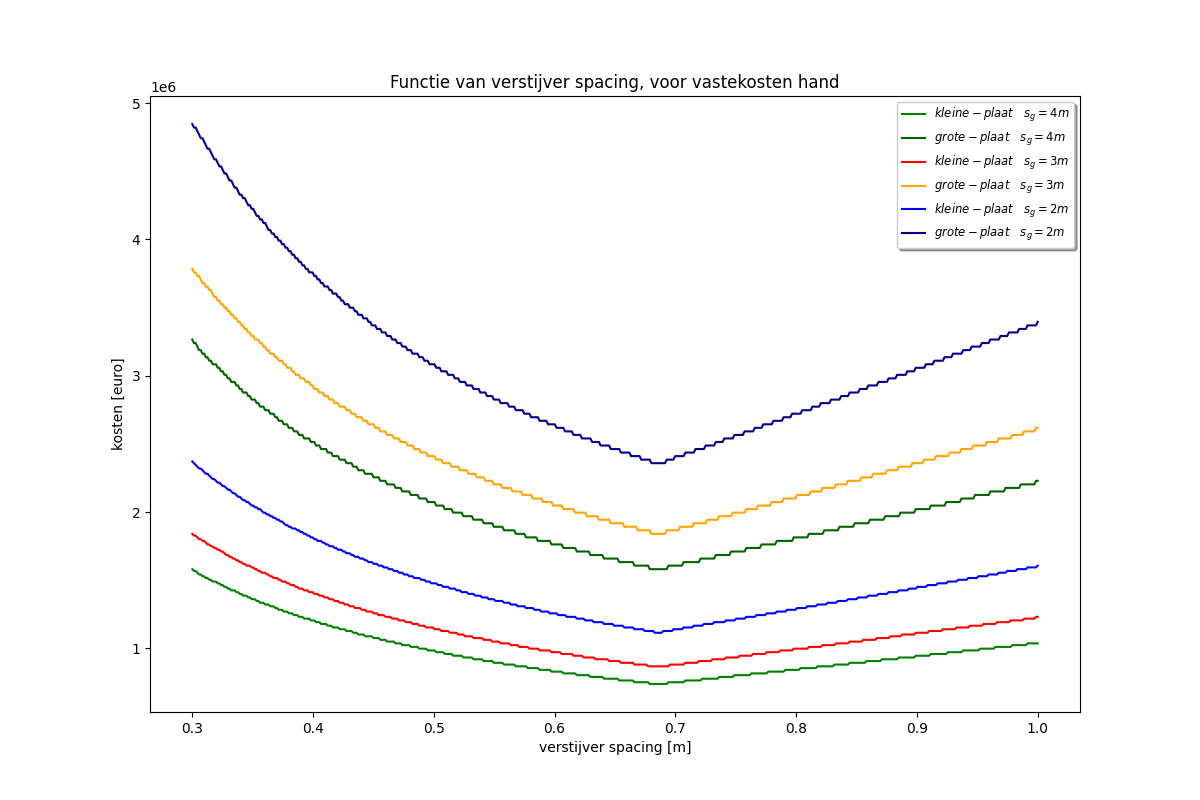 Functie van verstijver spacing, voor vastekosten hand
1e6
5
4
3
2
1
kosten [euro]
0.3 0.4 0.5 0.6 0.7 0.8 0.9 1.0
verstijver spacing [m]
kleine − plaat s_g = 4m
grote − plaat s_g = 4m
kleine − plaat s_g = 3m
grote − plaat s_g = 3m
kleine − plaat s_g = 2m
grote − plaat s_g = 2m